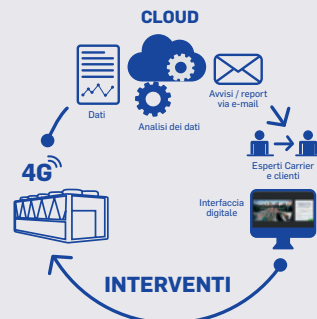 CLOUD
Dati
Analisi dei dati
Avvisi / report
via e-mail
Esperti Carrier
e clienti
4G
Interfaccia
digitale
INTERVENTI